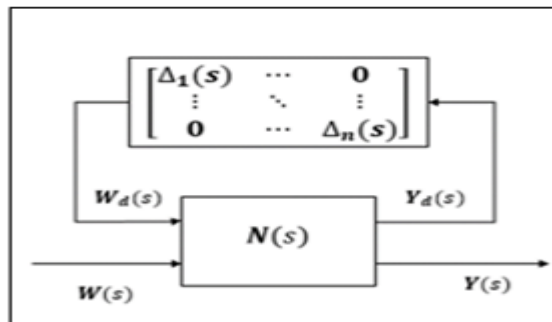 Δ₁(s) ⋯ 0
⋮ ⋱ ⋮
0 ⋯ Δₙ(s)
W_d(s) Y_d(s)
N(s)
W(s) Y(s)